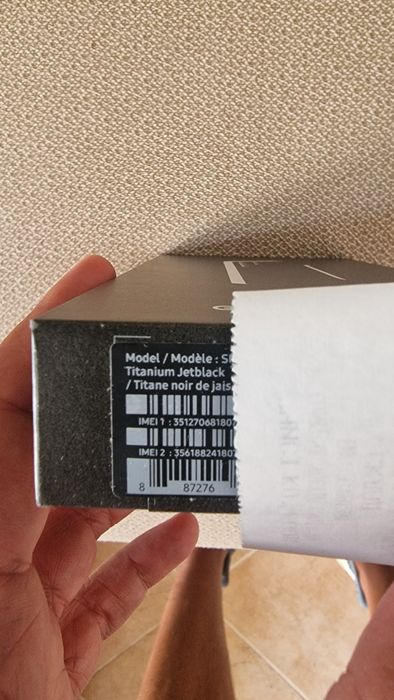 Model / Modèle : S
Titanium Jetblack
/ Titane noir de jais
IMEI 1 : 351270681807
IMEI 2 : 356188241807
8 87276